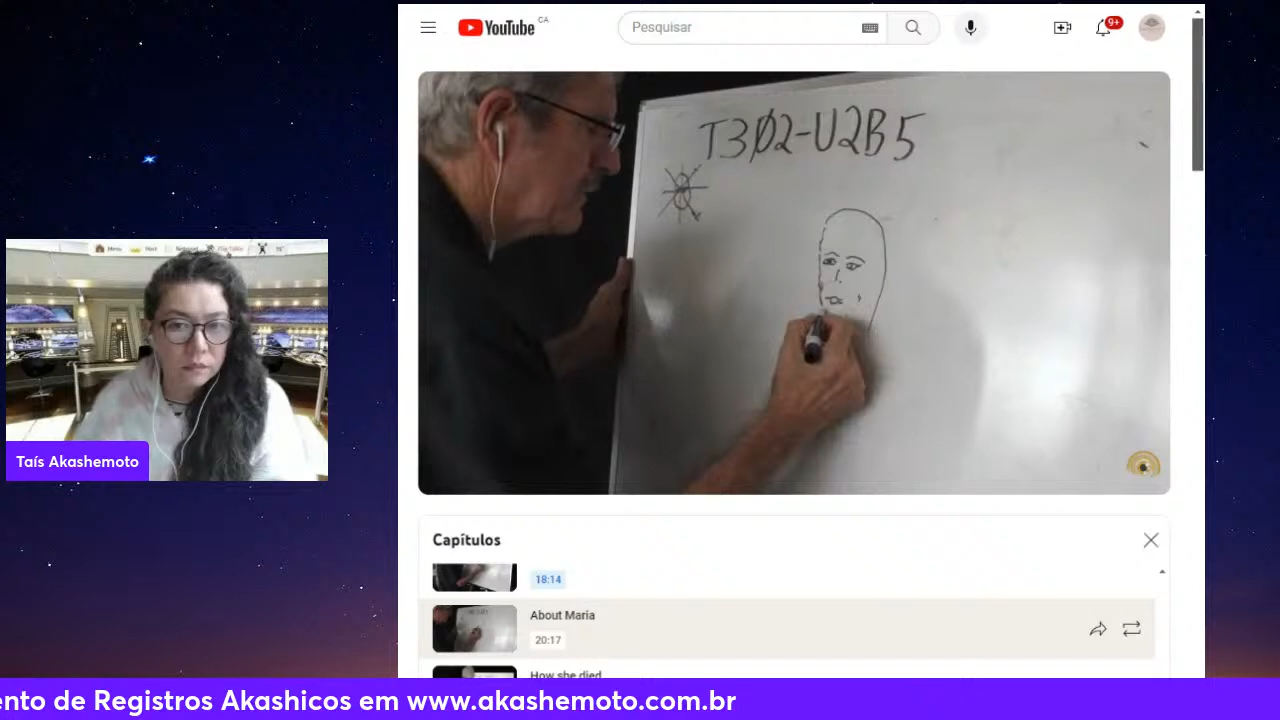 YouTube CA
Pesquisar
9+
T3Ø2-U2B5
Taís Akashemoto
Capítulos
18:14
About Maria
20:17
How she died
ento de Registros Akashicos em www.akashemoto.com.br